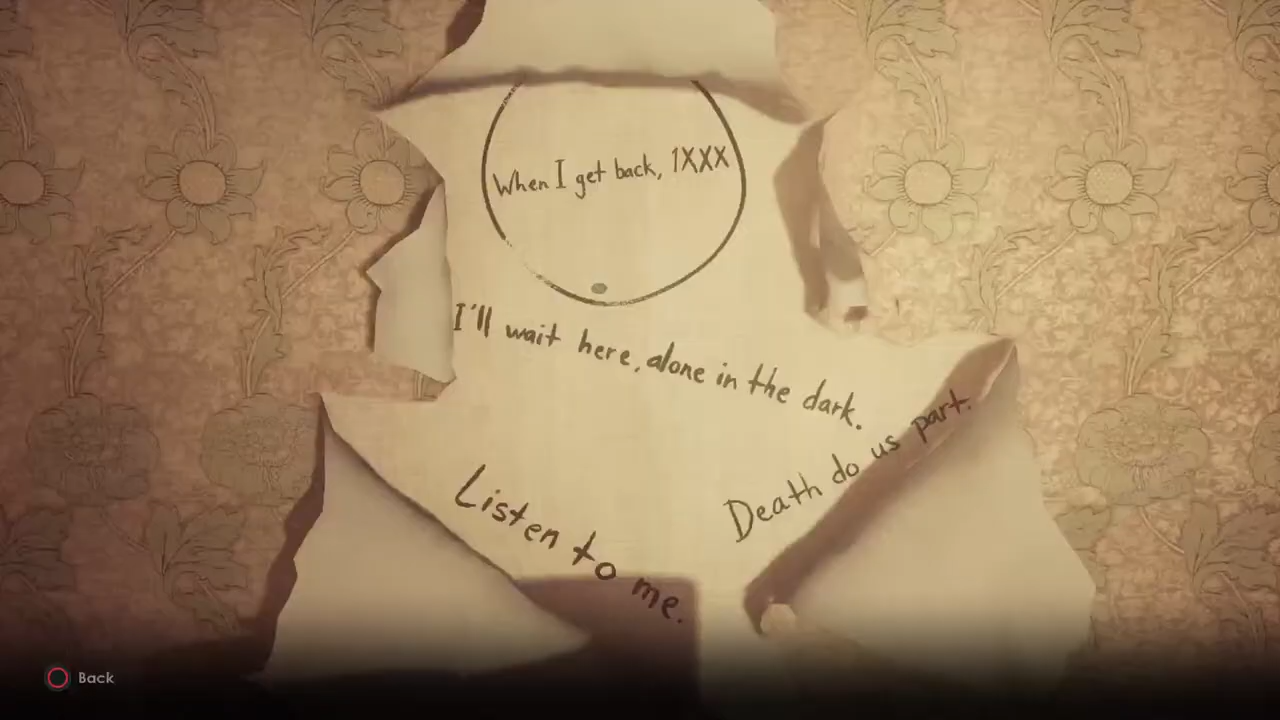 When I get back, 1XXX
I'll wait here, alone in the dark.
Death do us part.
Listen to me.
Back